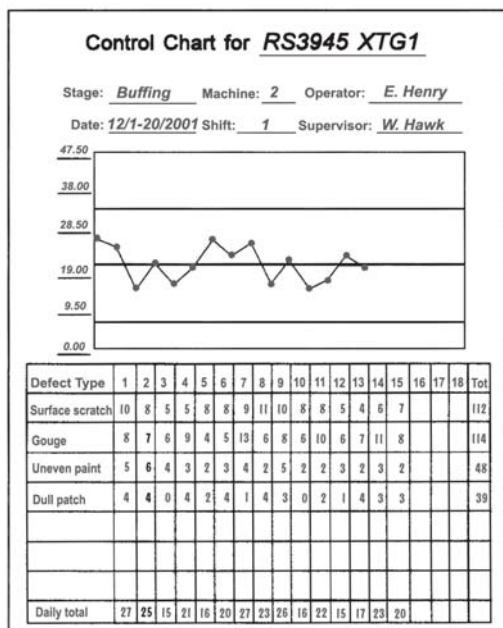 Control Chart for RS3945 XTG1
Stage: Buffing Machine: 2 Operator: E. Henry
Date: 12/1-20/2001 Shift: 1 Supervisor: W. Hawk
47.50
38.00
28.50
19.00
9.50
0.00
Defect Type 1 2 3 4 5 6 7 8 9 10 11 12 13 14 15 16 17 18 Tot
Surface scratch 10 8 5 5 8 8 9 11 10 8 8 5 4 6 7 112
Gouge 8 7 6 9 4 5 13 6 8 6 10 6 7 11 8 114
Uneven paint 5 6 4 3 2 3 4 2 5 2 2 3 2 3 2 48
Dull patch 4 4 0 4 2 4 1 4 3 0 2 1 4 3 3 39
Daily total 27 25 15 21 16 20 27 23 26 16 22 15 17 23 20